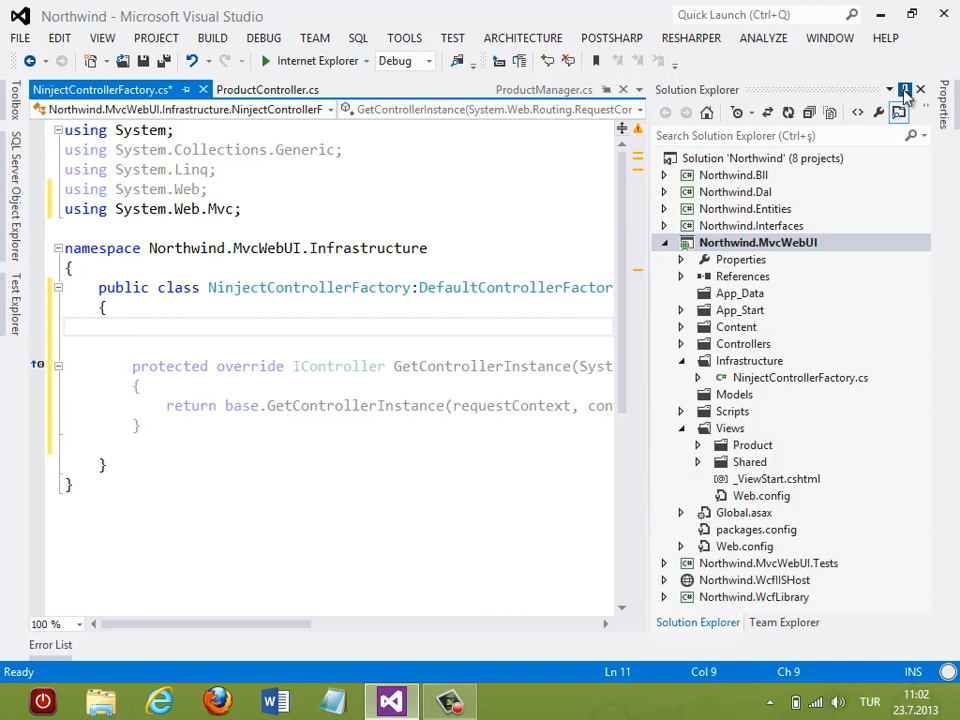 Northwind - Microsoft Visual Studio
Quick Launch (Ctrl+Q)
FILE EDIT VIEW PROJECT BUILD DEBUG TEAM SQL TOOLS TEST ARCHITECTURE POSTSHARP RESHARPER ANALYZE WINDOW HELP
Internet Explorer Debug
NinjectControllerFactory.cs* ProductController.cs ProductManager.cs
Northwind.MvcWebUI.Infrastructure.NinjectControllerF GetControllerInstance(System.Web.Routing.RequestCor
Toolbox
SQL Server Object Explorer
Test Explorer
using System;
using System.Collections.Generic;
using System.Linq;
using System.Web;
using System.Web.Mvc;
namespace Northwind.MvcWebUI.Infrastructure
{
public class NinjectControllerFactory:DefaultControllerFactor
{
protected override IController GetControllerInstance(Syst
{
return base.GetControllerInstance(requestContext, con
}
}
}
100 %
Error List
Solution Explorer
Search Solution Explorer (Ctrl+ş)
Solution 'Northwind' (8 projects)
Northwind.Bll
Northwind.Dal
Northwind.Entities
Northwind.Interfaces
Northwind.MvcWebUI
Properties
References
App_Data
App_Start
Content
Controllers
Infrastructure
NinjectControllerFactory.cs
Models
Scripts
Views
Product
Shared
_ViewStart.cshtml
Web.config
Global.asax
packages.config
Web.config
Northwind.MvcWebUI.Tests
Northwind.WcfIISHost
Northwind.WcfLibrary
Solution Explorer Team Explorer
Properties
Ready Ln 11 Col 9 Ch 9 INS
TUR
11:02
23.7.2013